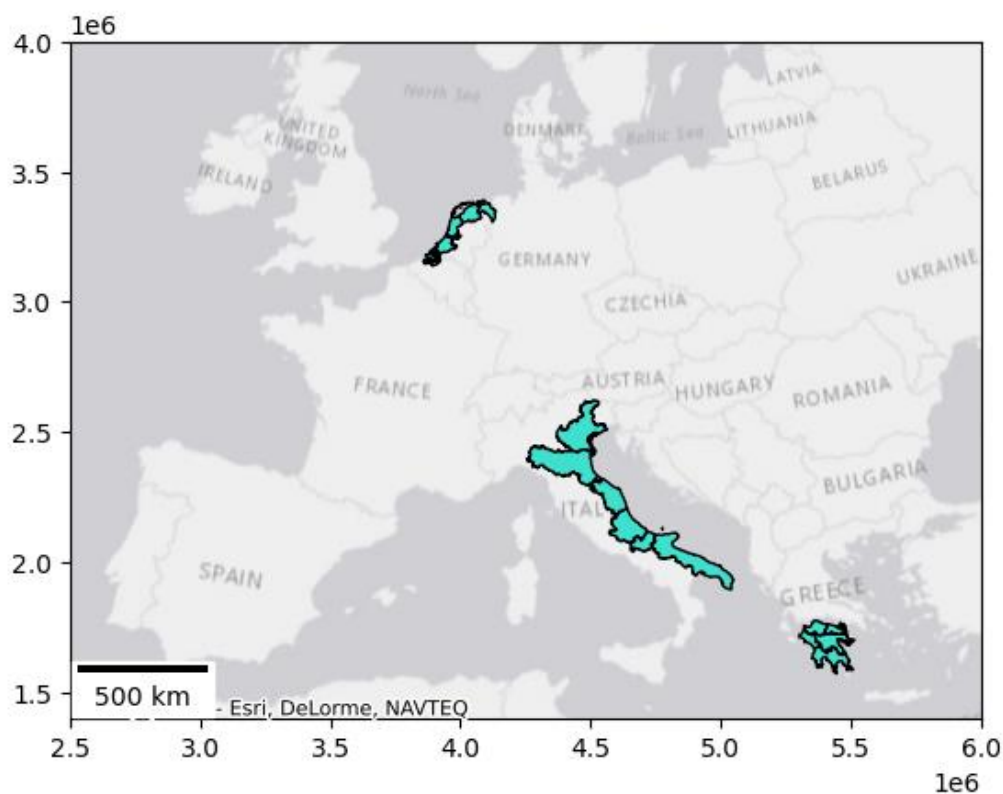 1e6
4.0
3.5
3.0
2.5
2.0
1.5
North Sea
LATVIA
DENMARK
UNITED
KINGDOM
Baltic Sea
LITHUANIA
IRELAND
BELARUS
GERMANY
UKRAINE
CZECHIA
FRANCE
AUSTRIA
HUNGARY
ROMANIA
BULGARIA
ITAL
SPAIN
GREECE
500 km
- Esri, DeLorme, NAVTEQ
2.5 3.0 3.5 4.0 4.5 5.0 5.5 6.0
1e6